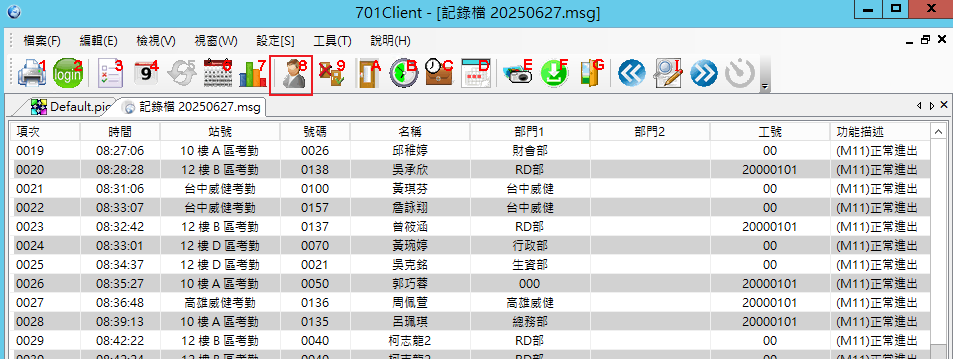 701Client - [記錄檔 20250627.msg]
檔案(F) 編輯(E) 檢視(V) 視窗(W) 設定[S] 工具(T) 說明(H)
1 login 2 3 9 4 5 6 7 8 9 A B C D E F G I
Default.pic 記錄檔 20250627.msg
項次 時間 站號 號碼 名稱 部門1 部門2 工號 功能描述
0019 08:27:06 10 樓 A 區考勤 0026 邱稚婷 財會部 00 (M11)正常進出
0020 08:28:28 12 樓 B 區考勤 0138 吳承欣 RD部 20000101 (M11)正常進出
0021 08:31:06 台中威健考勤 0100 黃琪芬 台中威健 00 (M11)正常進出
0022 08:33:07 台中威健考勤 0157 詹詠翔 台中威健 00 (M11)正常進出
0023 08:32:42 12 樓 B 區考勤 0137 曾筱涵 RD部 20000101 (M11)正常進出
0024 08:33:01 12 樓 D 區考勤 0070 黃琬婷 行政部 00 (M11)正常進出
0025 08:34:37 12 樓 D 區考勤 0021 吳克銘 生資部 00 (M11)正常進出
0026 08:35:27 10 樓 A 區考勤 0050 郭巧蓉 000 20000101 (M11)正常進出
0027 08:36:48 高雄威健考勤 0136 周佩萱 高雄威健 20000101 (M11)正常進出
0028 08:39:13 10 樓 A 區考勤 0135 呂珮琪 總務部 20000101 (M11)正常進出
0029 08:42:22 12 樓 B 區考勤 0040 柯志龍2 RD部 00 (M11)正常進出